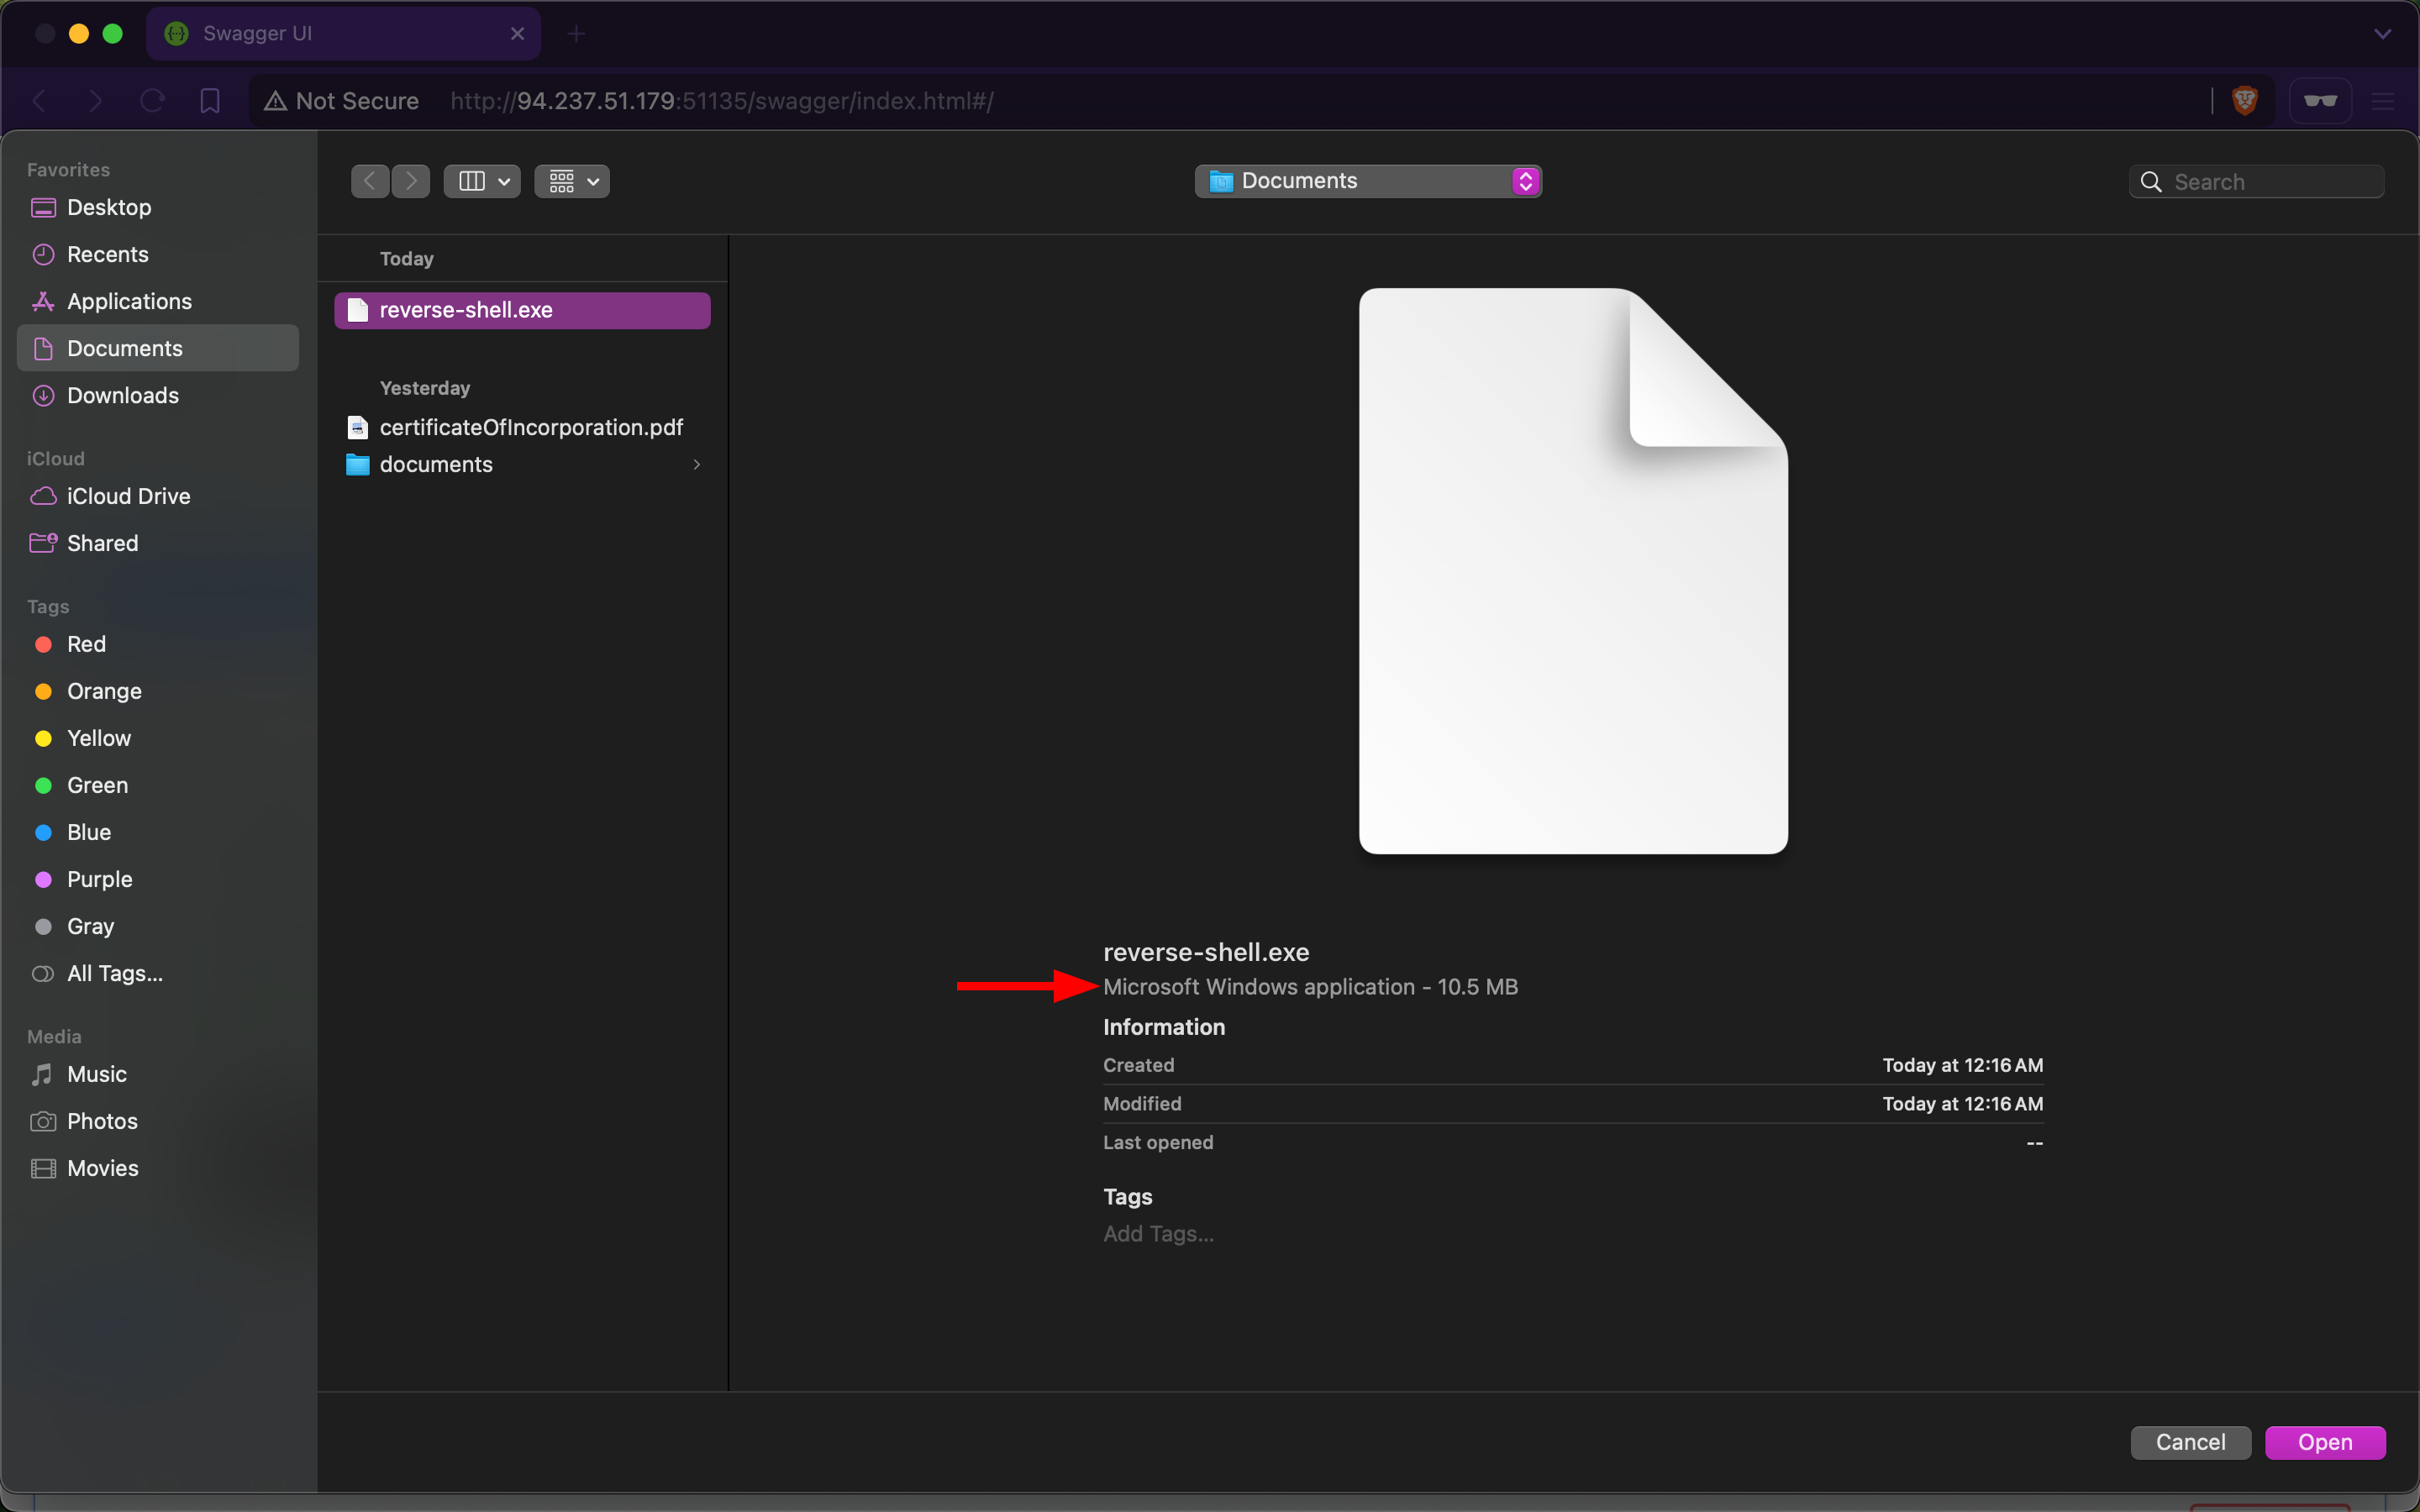 Swagger UI
Not Secure http://94.237.51.179:51135/swagger/index.html#/
Favorites
Desktop
Recents
Applications
Documents
Downloads
iCloud
iCloud Drive
Shared
Tags
Red
Orange
Yellow
Green
Blue
Purple
Gray
All Tags...
Media
Music
Photos
Movies
Documents
Search
Today
reverse-shell.exe
Yesterday
certificateOfIncorporation.pdf
documents
reverse-shell.exe
Microsoft Windows application - 10.5 MB
Information
Created Today at 12:16 AM
Modified Today at 12:16 AM
Last opened --
Tags
Add Tags...
Cancel Open